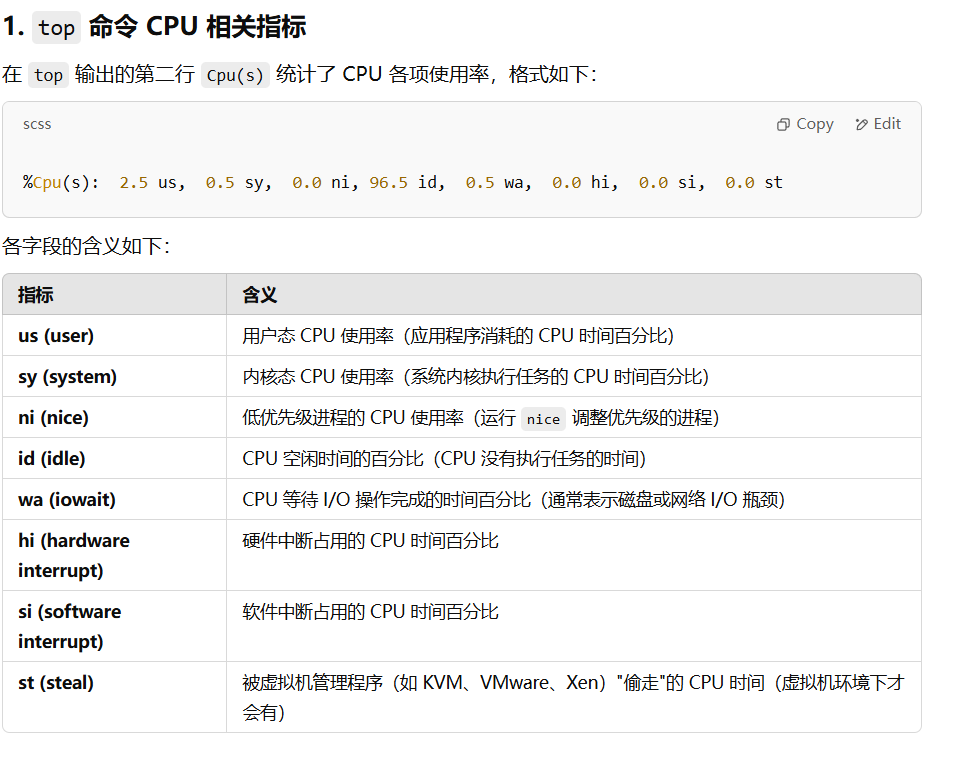 1. top 命令 CPU 相关指标
在 top 输出的第二行 Cpu(s) 统计了 CPU 各项使用率，格式如下：
scss Copy Edit
%Cpu(s):  2.5 us,  0.5 sy,  0.0 ni, 96.5 id,  0.5 wa,  0.0 hi,  0.0 si,  0.0 st
各字段的含义如下：
指标 含义
us (user) 用户态 CPU 使用率（应用程序消耗的 CPU 时间百分比）
sy (system) 内核态 CPU 使用率（系统内核执行任务的 CPU 时间百分比）
ni (nice) 低优先级进程的 CPU 使用率（运行 nice 调整优先级的进程）
id (idle) CPU 空闲时间的百分比（CPU 没有执行任务的时间）
wa (iowait) CPU 等待 I/O 操作完成的时间百分比（通常表示磁盘或网络 I/O 瓶颈）
hi (hardware
interrupt) 硬件中断占用的 CPU 时间百分比
si (software
interrupt) 软件中断占用的 CPU 时间百分比
st (steal) 被虚拟机管理程序（如 KVM、VMware、Xen）"偷走"的 CPU 时间（虚拟机环境下才
会有）